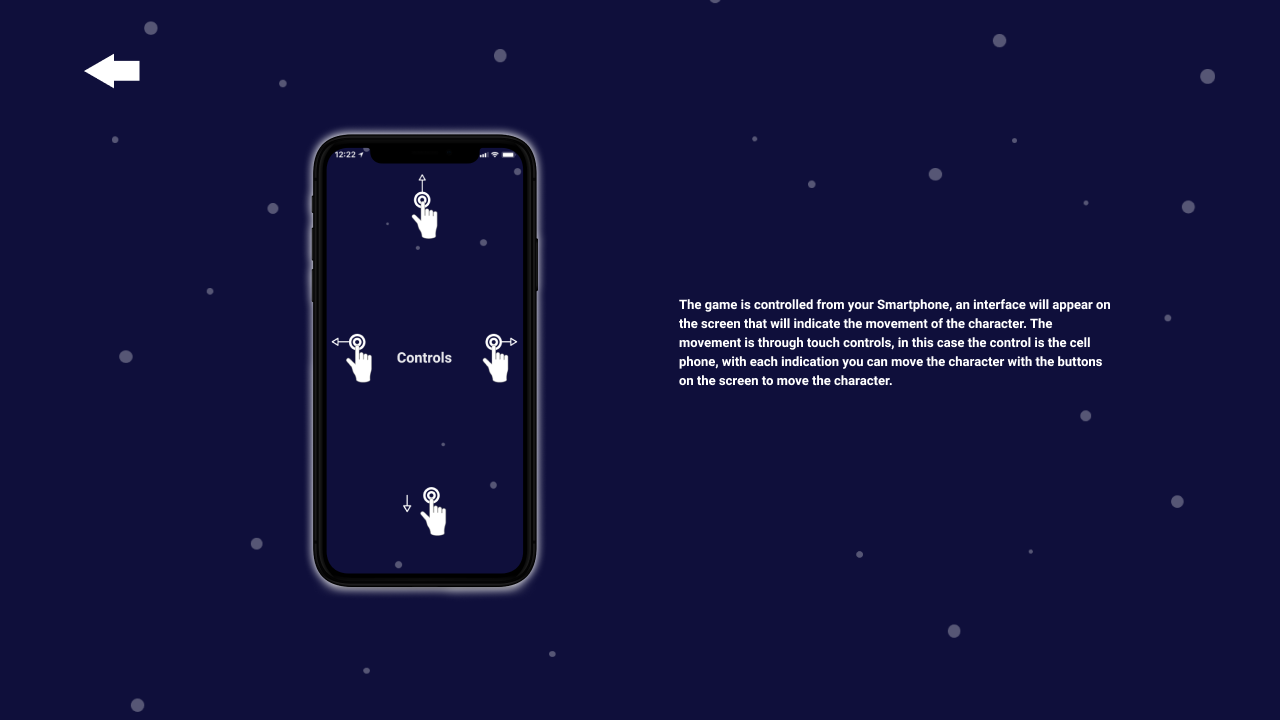 12:22
Controls
The game is controlled from your Smartphone, an interface will appear on
the screen that will indicate the movement of the character. The
movement is through touch controls, in this case the control is the cell
phone, with each indication you can move the character with the buttons
on the screen to move the character.